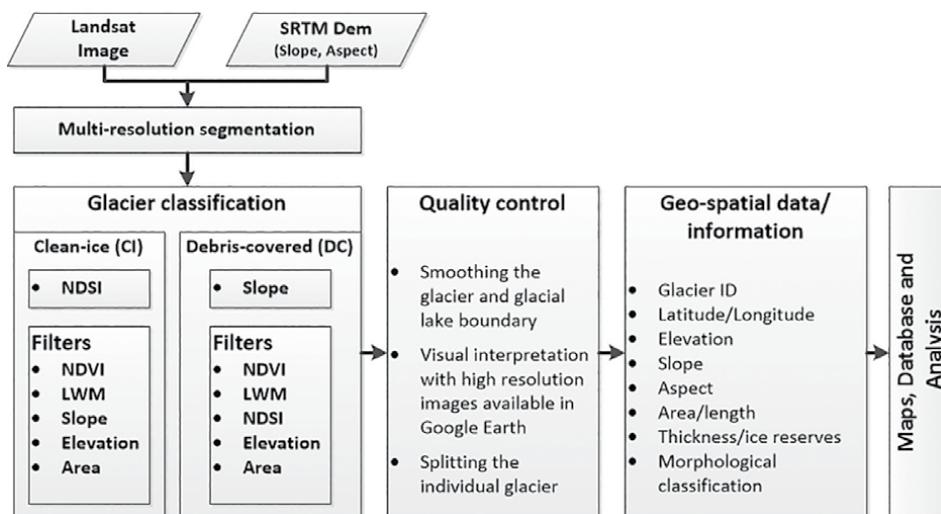 Landsat
Image
SRTM Dem
(Slope, Aspect)
Multi-resolution segmentation
Glacier classification
Clean-ice (CI)
• NDSI
Filters
• NDVI
• LWM
• Slope
• Elevation
• Area
Debris-covered (DC)
• Slope
Filters
• NDVI
• LWM
• NDSI
• Elevation
• Area
Quality control
• Smoothing the
glacier and glacial
lake boundary
• Visual interpretation
with high resolution
images available in
Google Earth
• Splitting the
individual glacier
Geo-spatial data/
information
• Glacier ID
• Latitude/Longitude
• Elevation
• Slope
• Aspect
• Area/length
• Thickness/ice reserves
• Morphological
classification
Maps, Database and
Analysis